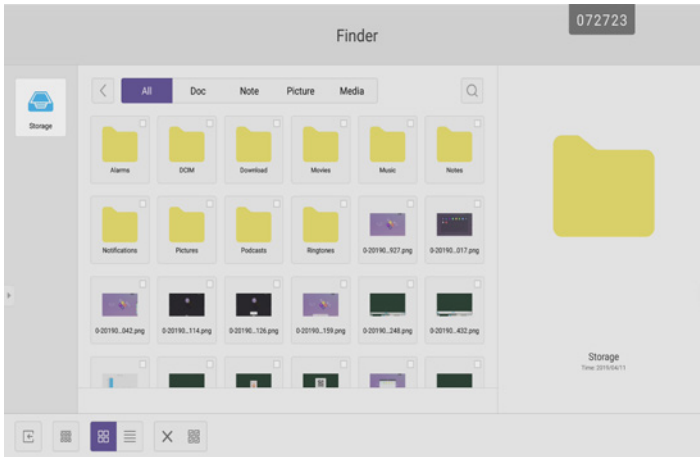 072723
Finder
Storage
All Doc Note Picture Media
Alarms DCIM Download Movies Music Notes
Notifications Pictures Podcasts Ringtones 0-20190...927.png 0-20190...017.png
0-20190...042.png 0-20190...114.png 0-20190...126.png 0-20190...159.png 0-20190...248.png 0-20190...432.png
Storage
Time: 2019/04/11